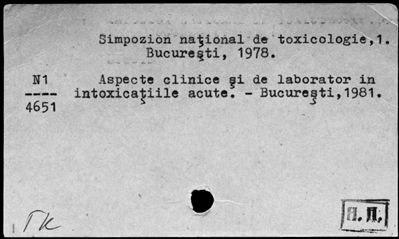 Simpozion naţional de toxicologie,1.
Bucureşti, 1978.
N1 Aspecte clinice şi de laborator in
---- intoxicaţiile acute. - Bucureşti,1981.
4651
Я. П.
ГК